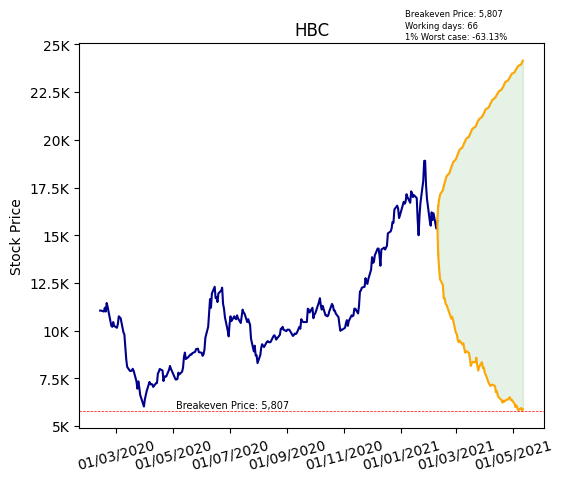 Breakeven Price: 5,807
Working days: 66
1% Worst case: -63.13%
HBC
Stock Price
25K
22.5K
20K
17.5K
15K
12.5K
10K
7.5K
5K
Breakeven Price: 5,807
01/03/2020
01/05/2020
01/07/2020
01/09/2020
01/11/2020
01/01/2021
01/03/2021
01/05/2021